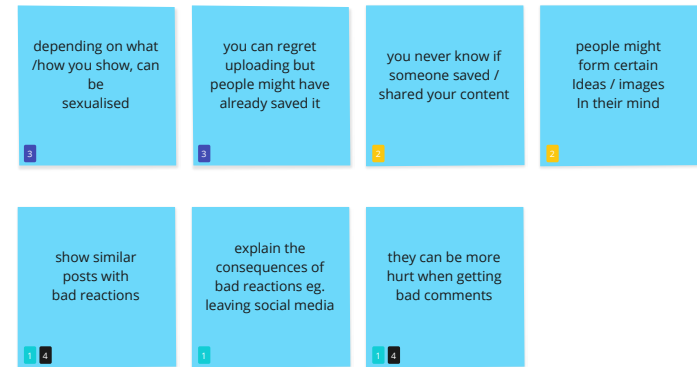 depending on what
/how you show, can
be
sexualised
3
you can regret
uploading but
people might have
already saved it
3
you never know if
someone saved /
shared your content
2
people might
form certain
Ideas / images
In their mind
2
show similar
posts with
bad reactions
1 4
explain the
consequences of
bad reactions eg.
leaving social media
1
they can be more
hurt when getting
bad comments
1 4